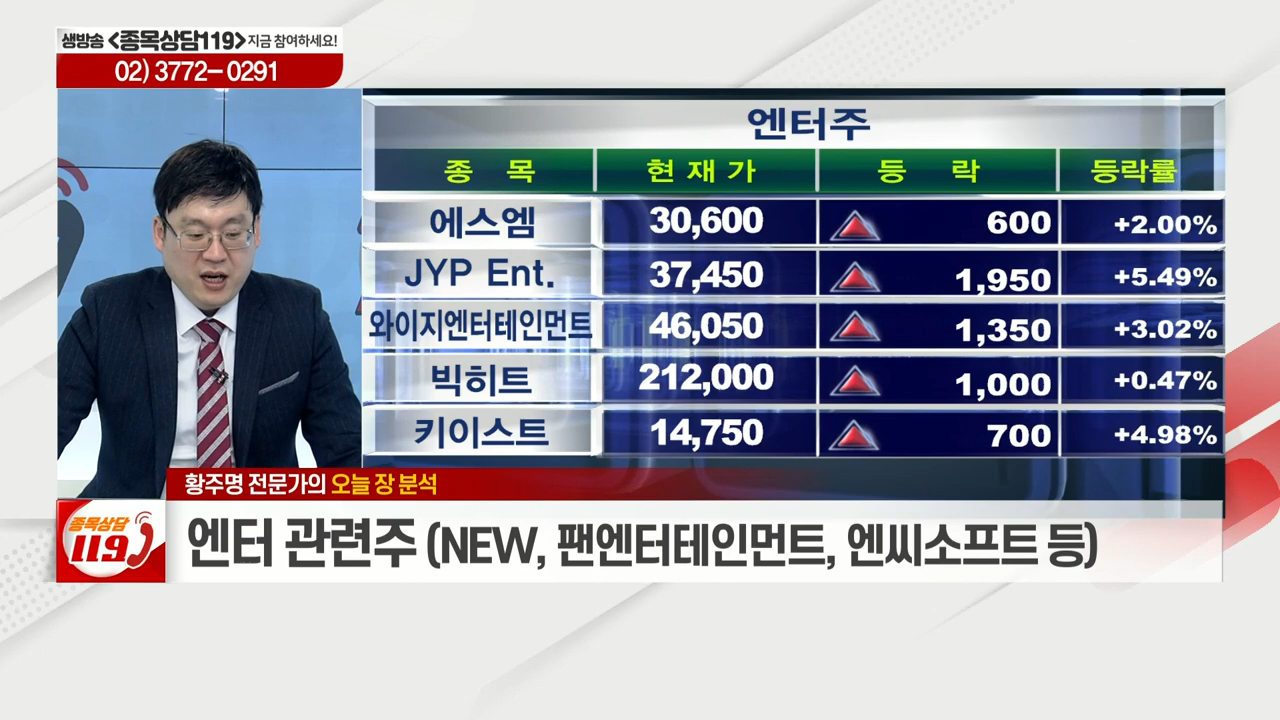 생방송 <종목상담119> 지금 참여하세요!
02) 3772-0291
엔터주
종 목 현 재 가 등 락 등락률
에스엠 30,600 600 +2.00%
JYP Ent. 37,450 1,950 +5.49%
와이지엔터테인먼트 46,050 1,350 +3.02%
빅히트 212,000 1,000 +0.47%
키이스트 14,750 700 +4.98%
황주명 전문가의 오늘 장 분석
종목상담
119
엔터 관련주 (NEW, 팬엔터테인먼트, 엔씨소프트 등)